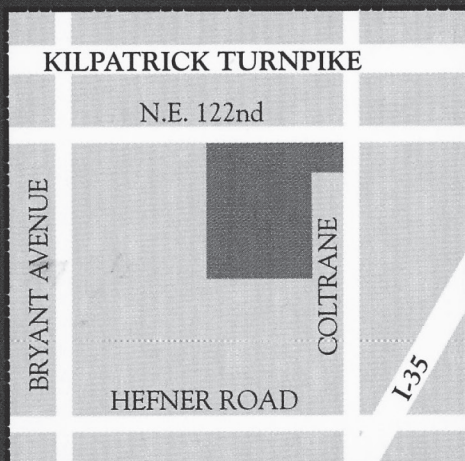 KILPATRICK TURNPIKE
N.E. 122nd
BRYANT AVENUE
COLTRANE
I-35
HEFNER ROAD